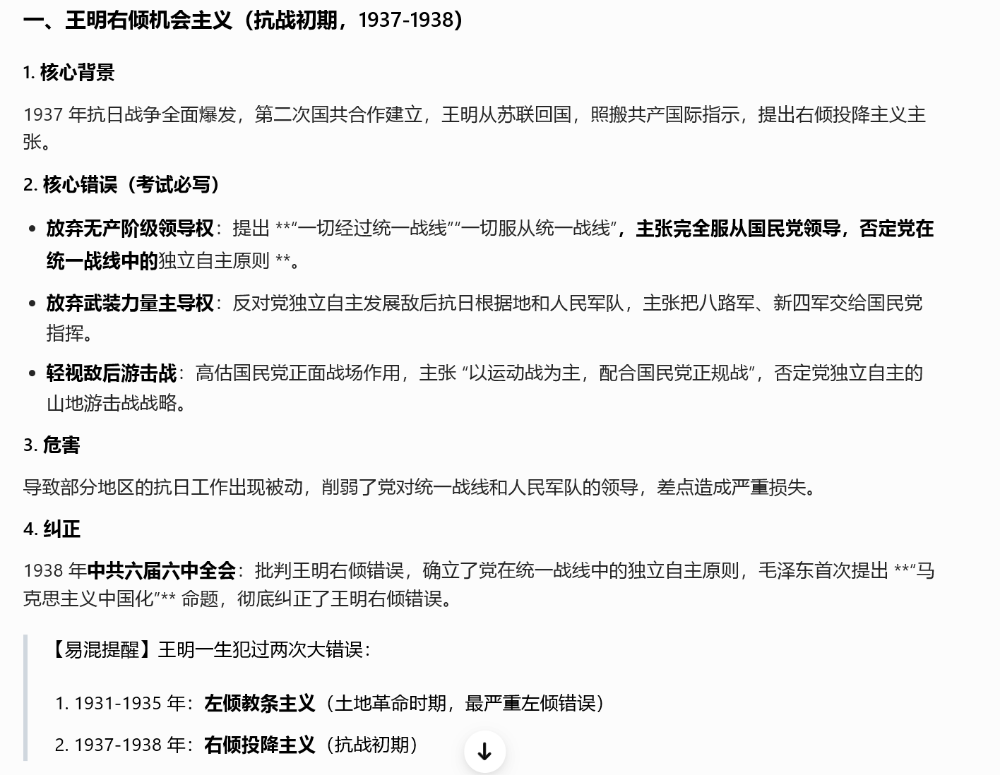 一、王明右倾机会主义（抗战初期，1937-1938）
1. 核心背景
1937 年抗日战争全面爆发，第二次国共合作建立，王明从苏联回国，照搬共产国际指示，提出右倾投降主义主
张。
2. 核心错误（考试必写）
• 放弃无产阶级领导权：提出 **“一切经过统一战线”“一切服从统一战线”，主张完全服从国民党领导，否定党在
统一战线中的独立自主原则 **。
• 放弃武装力量主导权：反对党独立自主发展敌后抗日根据地和人民军队，主张把八路军、新四军交给国民党
指挥。
• 轻视敌后游击战：高估国民党正面战场作用，主张 “以运动战为主，配合国民党正规战”，否定党独立自主的
山地游击战战略。
3. 危害
导致部分地区的抗日工作出现被动，削弱了党对统一战线和人民军队的领导，差点造成严重损失。
4. 纠正
1938 年中共六届六中全会：批判王明右倾错误，确立了党在统一战线中的独立自主原则，毛泽东首次提出 **“马
克思主义中国化”** 命题，彻底纠正了王明右倾错误。
【易混提醒】王明一生犯过两次大错误：
1. 1931-1935 年：左倾教条主义（土地革命时期，最严重左倾错误）
2. 1937-1938 年：右倾投降主义（抗战初期）